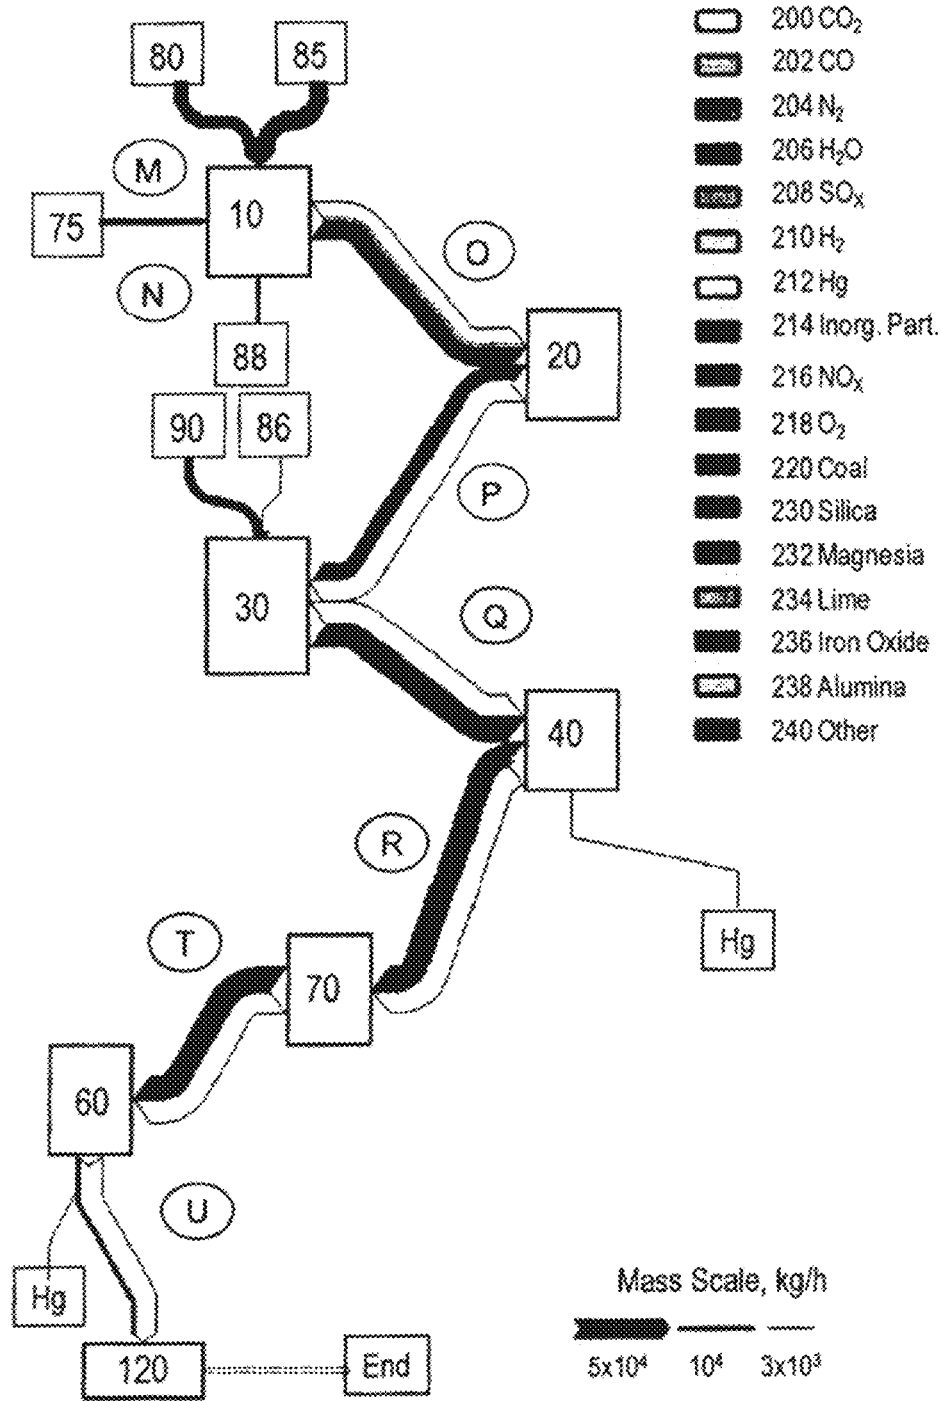 80
85
M
75
10
N
O
88
20
90
86
P
30
Q
40
R
Hg
T
70
60
U
Hg
120
End
200 CO₂
202 CO
204 N₂
206 H₂O
208 SOₓ
210 H₂
212 Hg
214 Inorg. Part.
216 NOₓ
218 O₂
220 Coal
230 Silica
232 Magnesia
234 Lime
236 Iron Oxide
238 Alumina
240 Other
Mass Scale, kg/h
5x10⁴ 10⁴ 3x10³